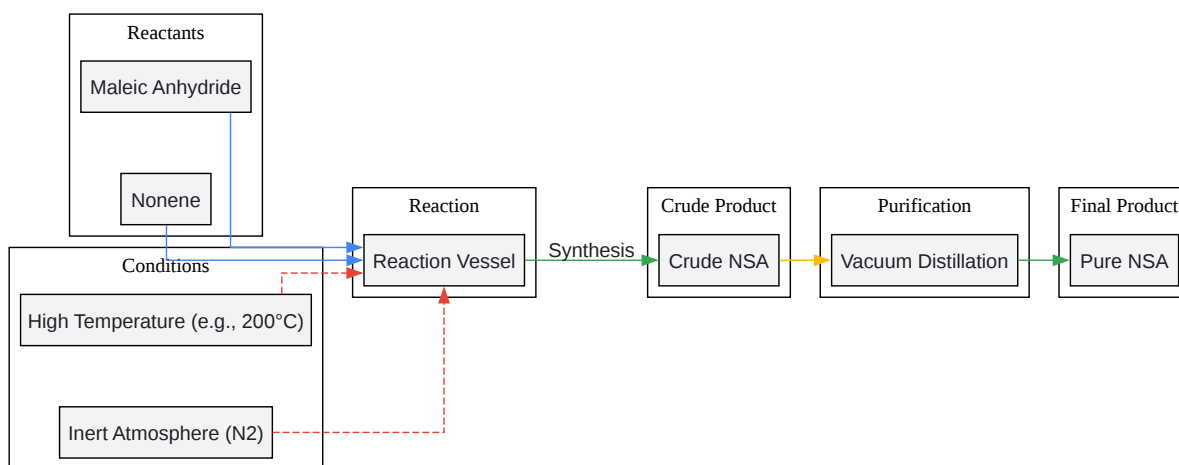 Reactants
Maleic Anhydride
Nonene
Conditions
High Temperature (e.g., 200°C)
Inert Atmosphere (N2)
Reaction
Reaction Vessel
Synthesis
Crude Product
Crude NSA
Purification
Vacuum Distillation
Final Product
Pure NSA